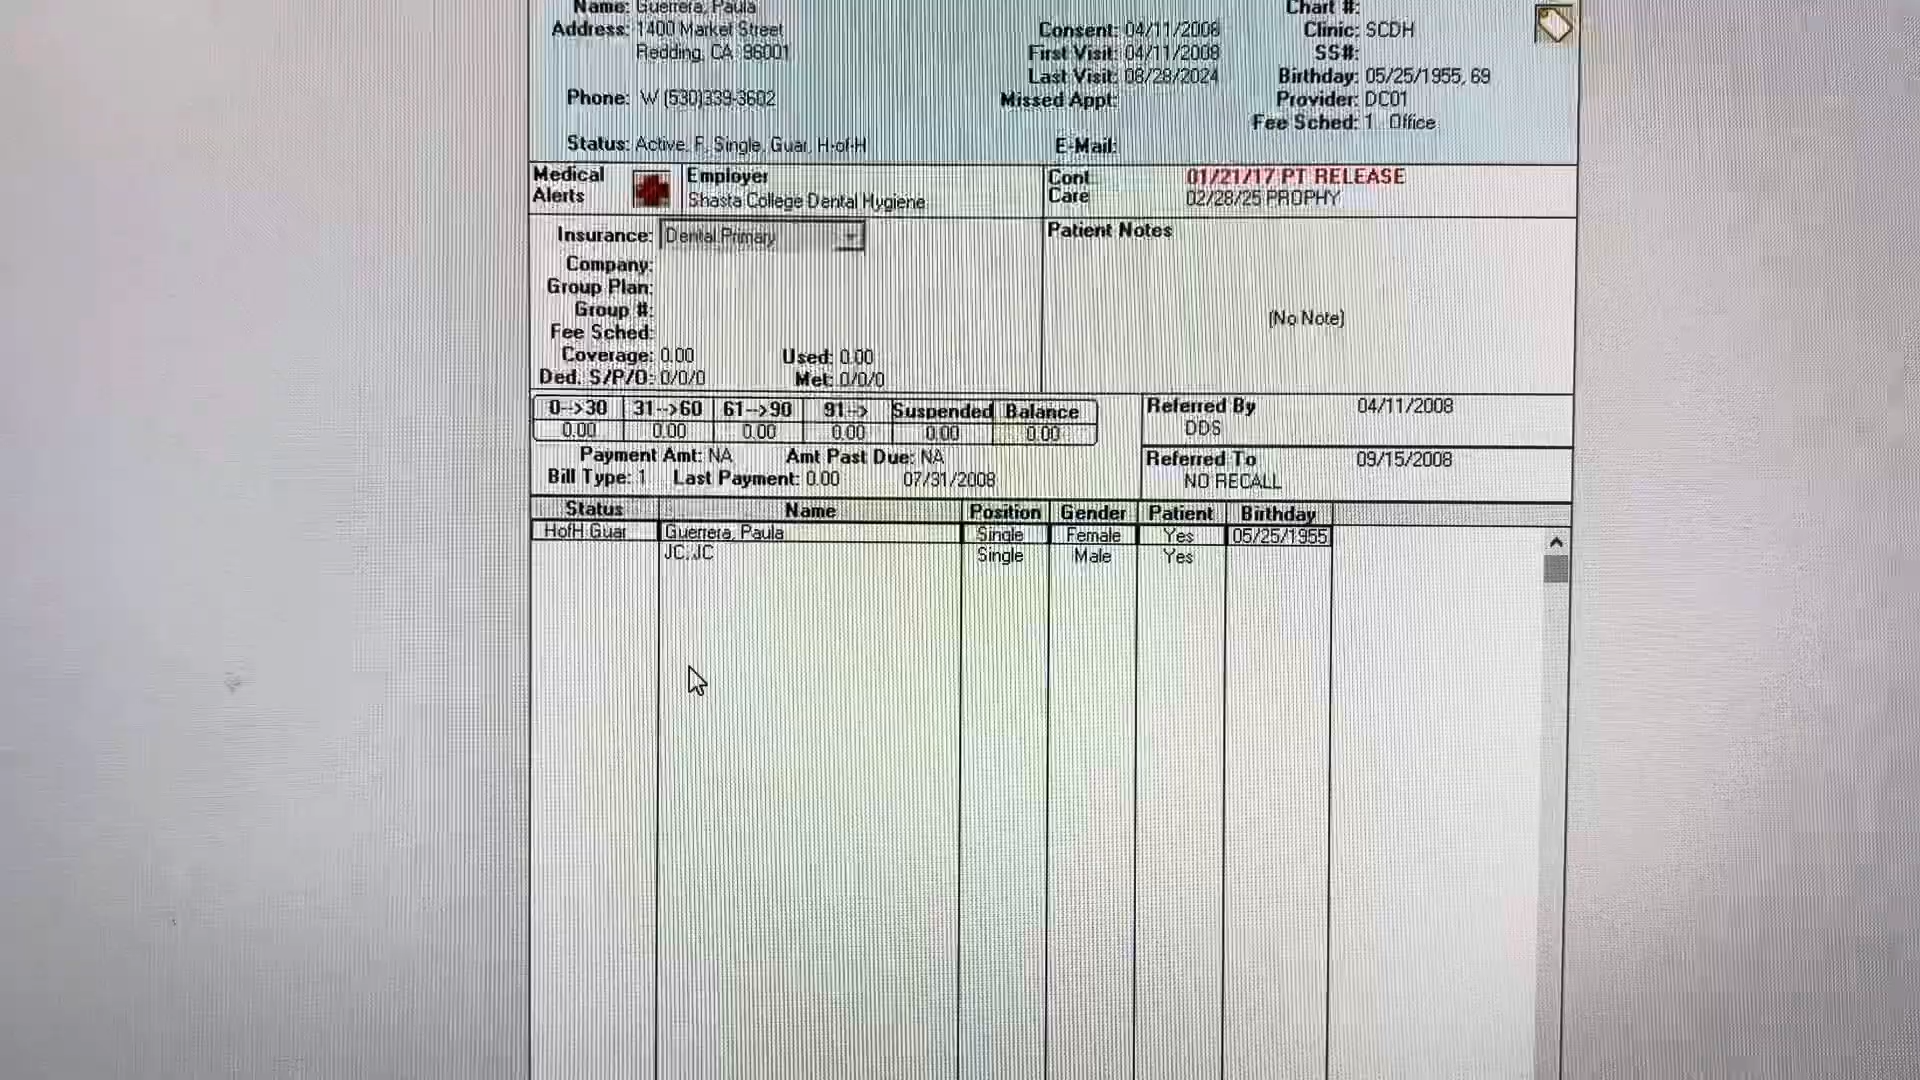 Name: Guerrera, Paula
Chart #:
Address: 1400 Market Street
Consent: 04/11/2008
Clinic: SCDH
Redding, CA 96001
First Visit: 04/11/2008
SS#:
Last Visit: 08/28/2024
Birthday: 05/25/1955, 69
Phone: W (530)339-3602
Missed Appt:
Provider: DC01
Fee Sched: 1 Office
Status: Active, F, Single, Guar, H-of-H
E-Mail:
Medical
Alerts
Employer
Shasta College Dental Hygiene
Cont
Care
01/21/17 PT RELEASE
02/28/25 PROPHY
Insurance: Dental Primary
Patient Notes
Company:
Group Plan:
Group #:
(No Note)
Fee Sched:
Coverage: 0.00 Used: 0.00
Ded. S/P/O: 0/0/0 Met: 0/0/0
0-->30 31-->60 61-->90 91--> Suspended Balance
0.00 0.00 0.00 0.00 0.00 0.00
Referred By 04/11/2008
DDS
Payment Amt: NA Amt Past Due: NA
Referred To 09/15/2008
Bill Type: 1 Last Payment: 0.00 07/31/2008
NO RECALL
Status Name Position Gender Patient Birthday
HofH Guar Guerrera, Paula Single Female Yes 05/25/1955
JC, JC Single Male Yes